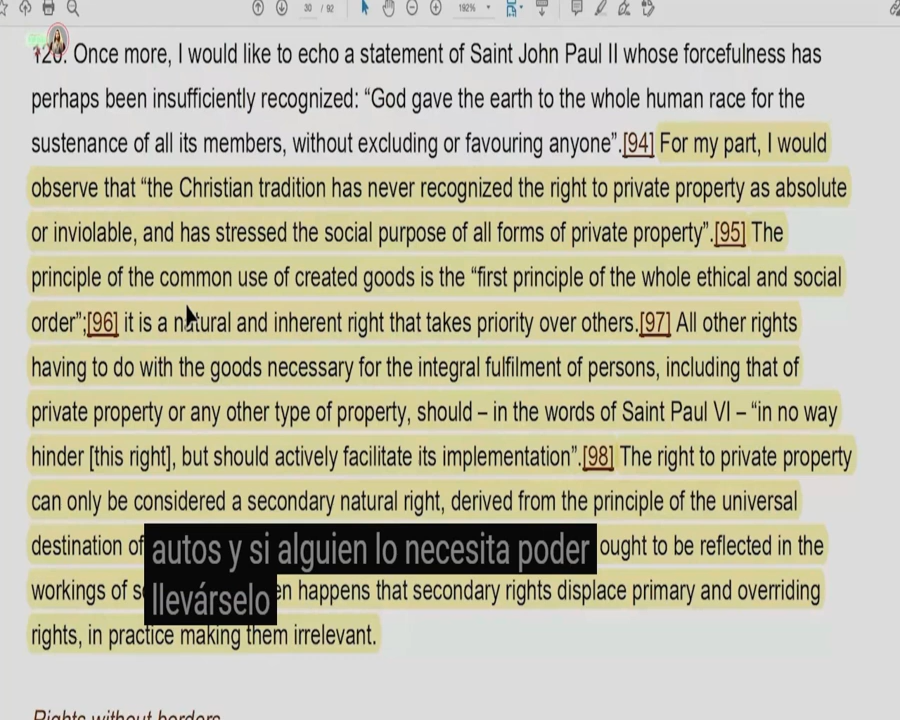 30 / 92
192%
120. Once more, I would like to echo a statement of Saint John Paul II whose forcefulness has
perhaps been insufficiently recognized: “God gave the earth to the whole human race for the
sustenance of all its members, without excluding or favouring anyone”.[94] For my part, I would
observe that “the Christian tradition has never recognized the right to private property as absolute
or inviolable, and has stressed the social purpose of all forms of private property”.[95] The
principle of the common use of created goods is the “first principle of the whole ethical and social
order”;[96] it is a natural and inherent right that takes priority over others.[97] All other rights
having to do with the goods necessary for the integral fulfilment of persons, including that of
private property or any other type of property, should – in the words of Saint Paul VI – “in no way
hinder [this right], but should actively facilitate its implementation”.[98] The right to private property
can only be considered a secondary natural right, derived from the principle of the universal
destination of ought to be reflected in the
autos y si alguien lo necesita poder
workings of happens that secondary rights displace primary and overriding
llevárselo
rights, in practice making them irrelevant.
Rights without borders